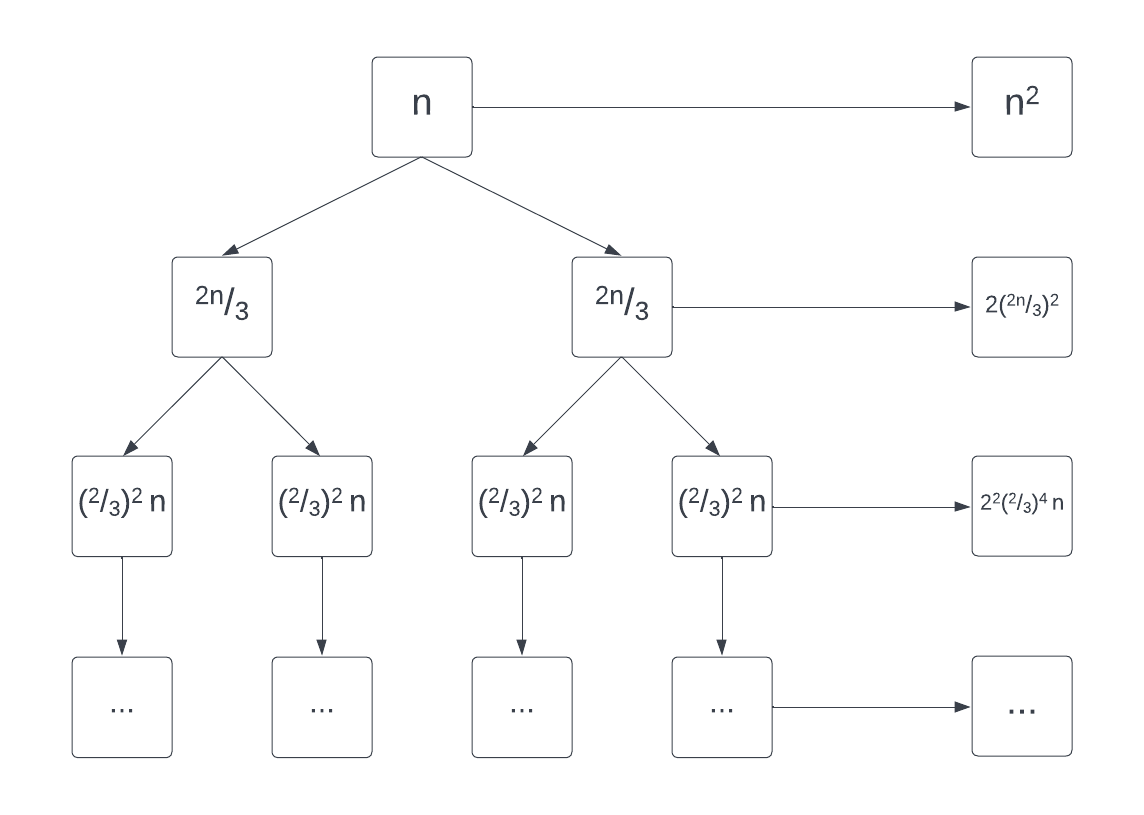 n
n²
²ⁿ/₃
²ⁿ/₃
2(²ⁿ/₃)²
(²/₃)² n
(²/₃)² n
(²/₃)² n
(²/₃)² n
2²(²/₃)⁴ n
...
...
...
...
...